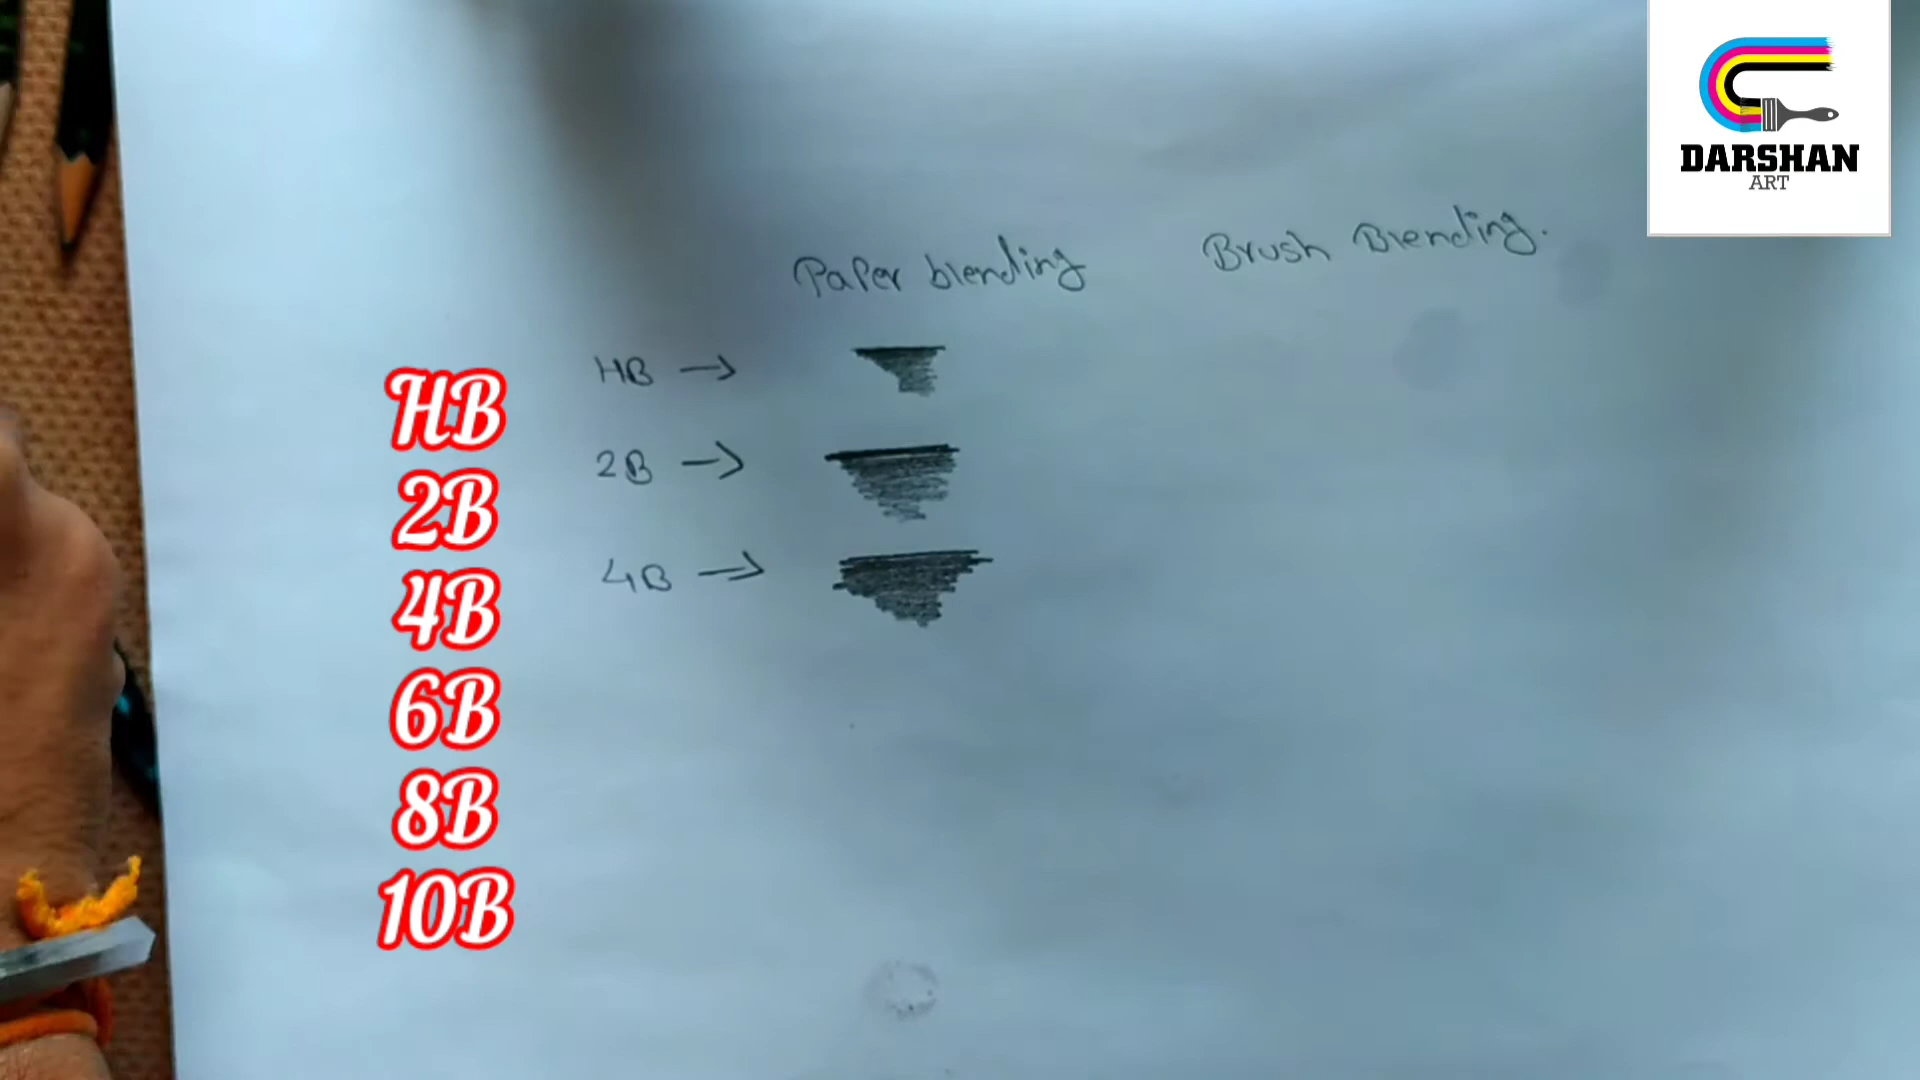 DARSHAN
ART
Paper blending
Brush Blending.
HB →
2B →
4B →
HB
2B
4B
6B
8B
10B